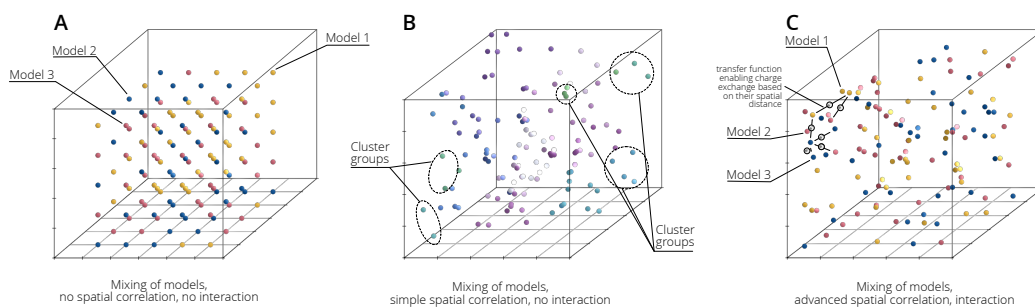 A
Model 2
Model 3
Model 1
Mixing of models,
no spatial correlation, no interaction
B
Cluster
groups
Cluster
groups
Mixing of models,
simple spatial correlation, no interaction
C
Model 1
transfer function
enabling charge
exchange based
on their spatial
distance
Model 2
Model 3
Mixing of models,
advanced spatial correlation, interaction